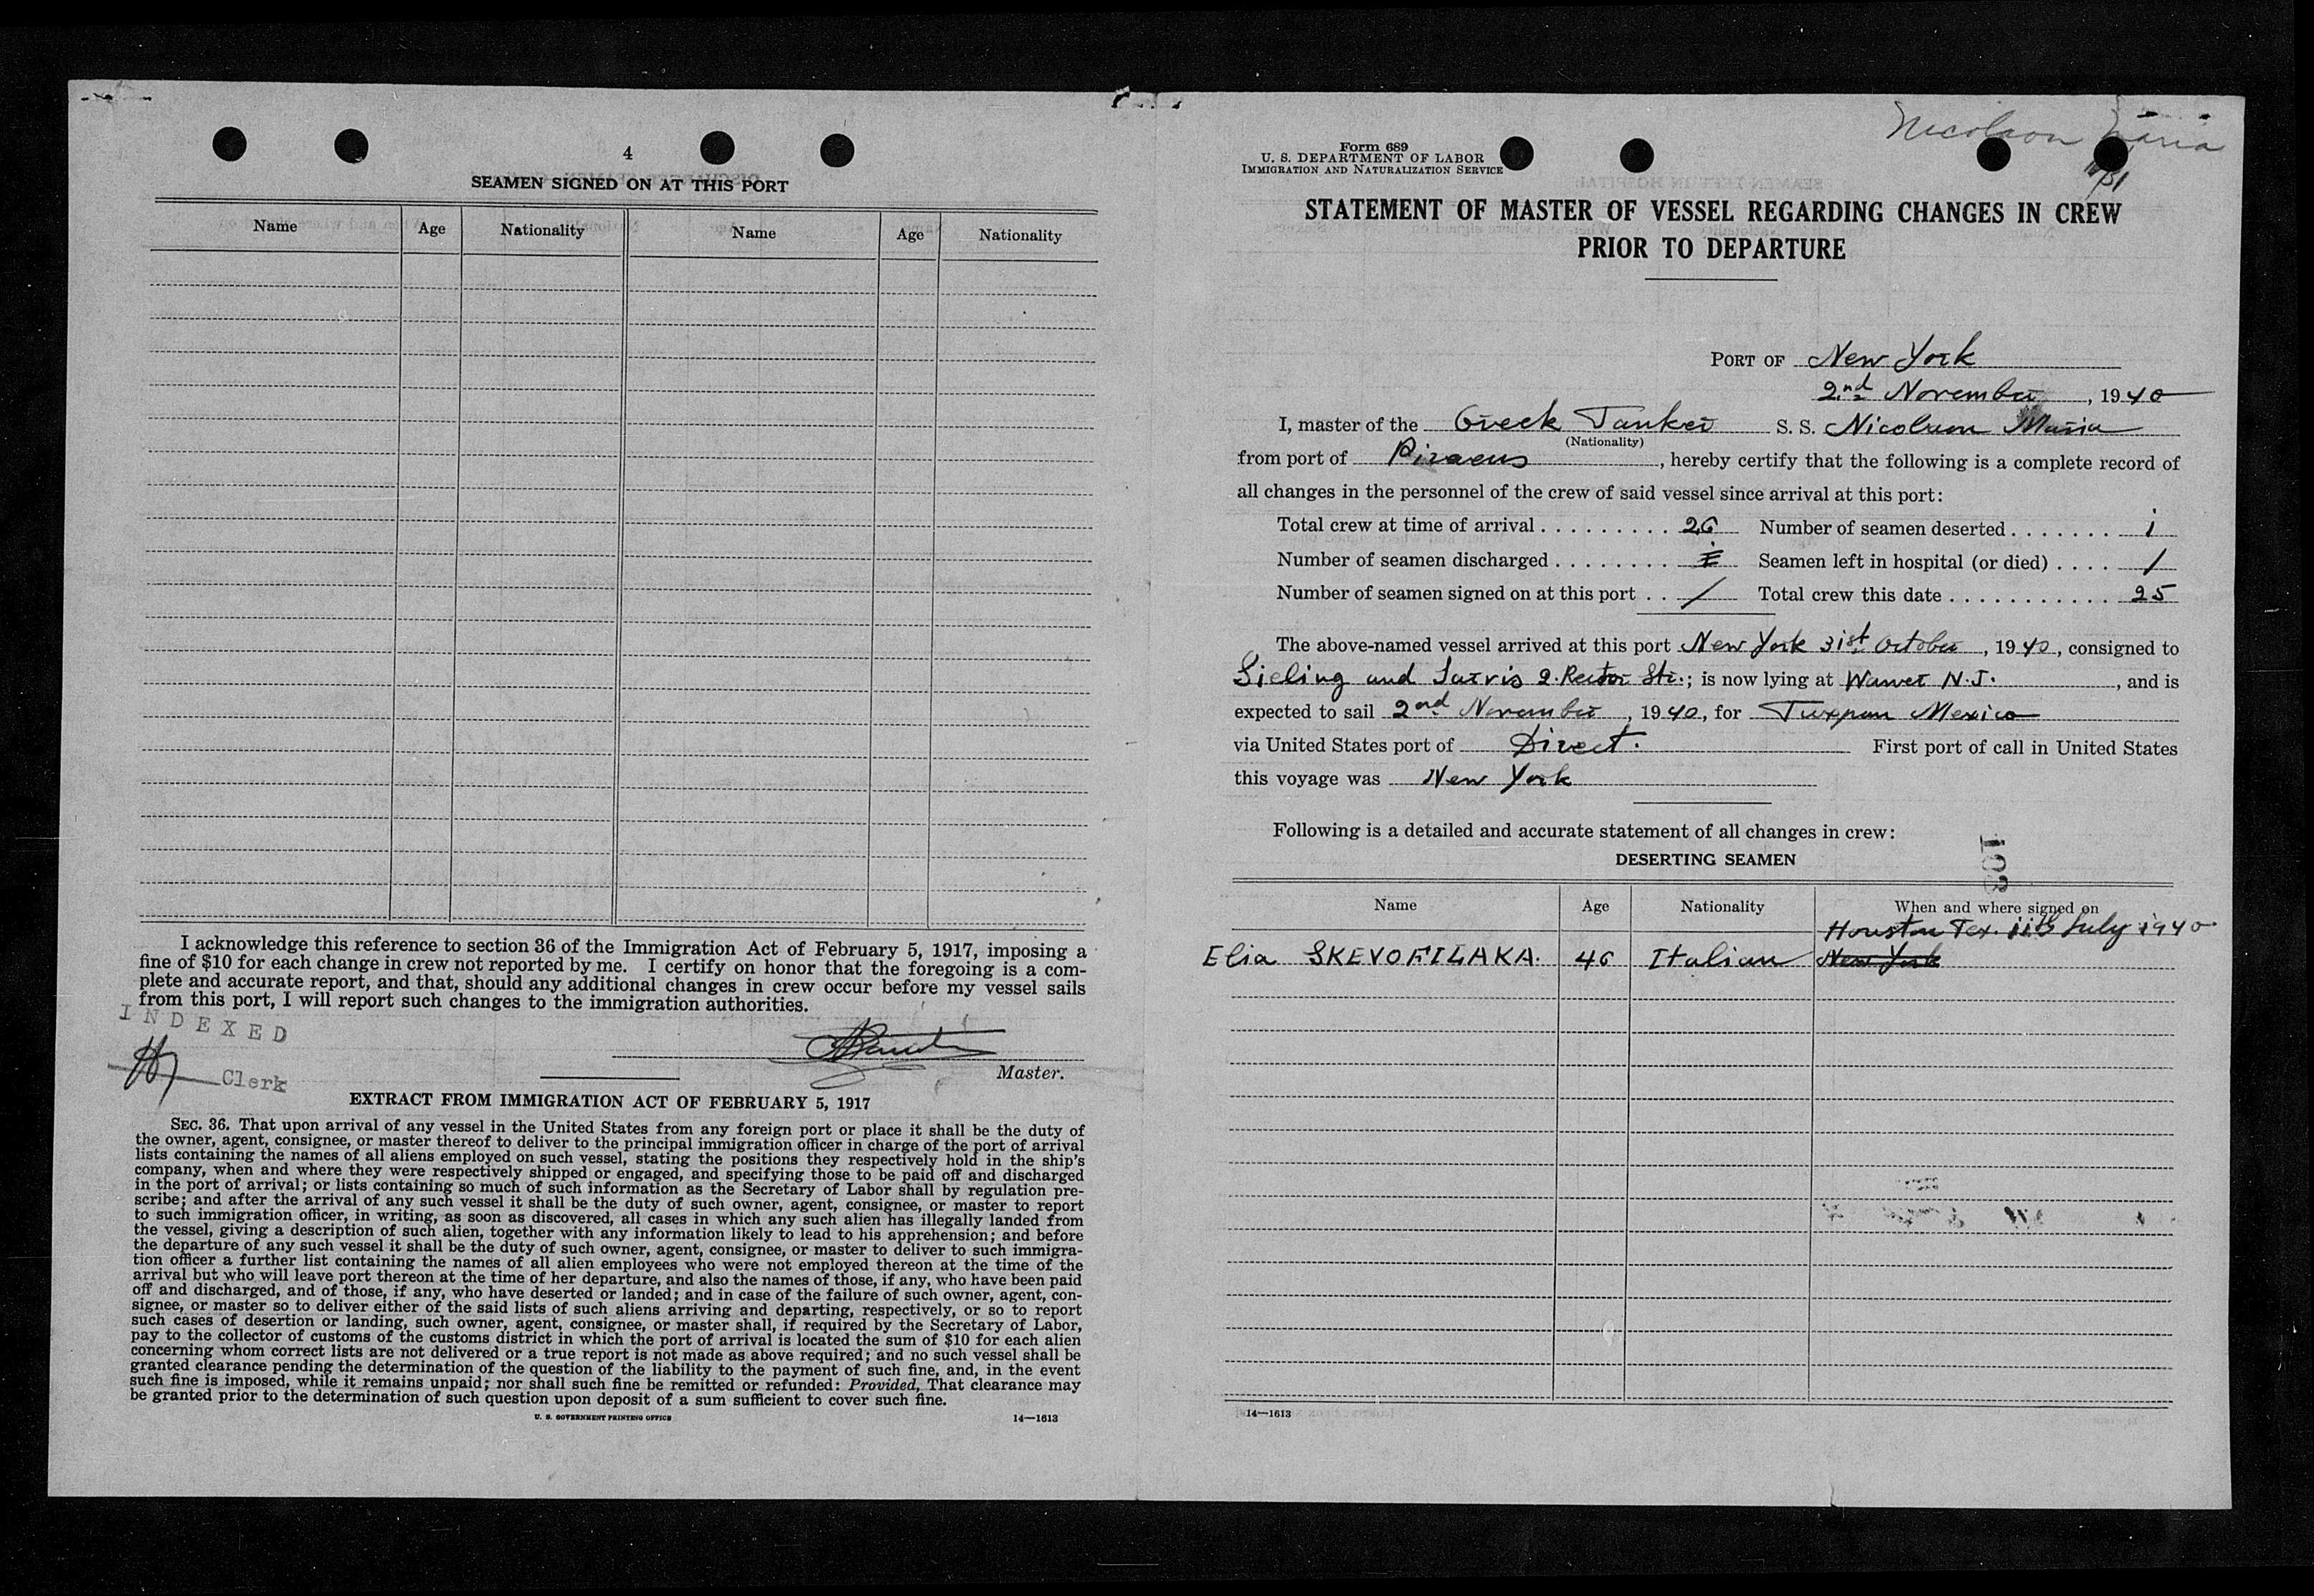 4
SEAMEN SIGNED ON AT THIS PORT
Name Age Nationality Name Age Nationality
I acknowledge this reference to section 36 of the Immigration Act of February 5, 1917, imposing a
fine of $10 for each change in crew not reported by me. I certify on honor that the foregoing is a com-
plete and accurate report, and that, should any additional changes in crew occur before my vessel sails
from this port, I will report such changes to the immigration authorities.
INDEXED
Clerk
Master.
EXTRACT FROM IMMIGRATION ACT OF FEBRUARY 5, 1917
SEC. 36. That upon arrival of any vessel in the United States from any foreign port or place it shall be the duty of
the owner, agent, consignee, or master thereof to deliver to the principal immigration officer in charge of the port of arrival
lists containing the names of all aliens employed on such vessel, stating the positions they respectively hold in the ship's
company, when and where they were respectively shipped or engaged, and specifying those to be paid off and discharged
in the port of arrival; or lists containing so much of such information as the Secretary of Labor shall by regulation pre-
scribe; and after the arrival of any such vessel it shall be the duty of such owner, agent, consignee, or master to report
to such immigration officer, in writing, as soon as discovered, all cases in which any such alien has illegally landed from
the vessel, giving a description of such alien, together with any information likely to lead to his apprehension; and before
the departure of any such vessel it shall be the duty of such owner, agent, consignee, or master to deliver to such immigra-
tion officer a further list containing the names of all alien employees who were not employed thereon at the time of the
arrival but who will leave port thereon at the time of her departure, and also the names of those, if any, who have been paid
off and discharged, and of those, if any, who have deserted or landed; and in case of the failure of such owner, agent, con-
signee, or master so to deliver either of the said lists of such aliens arriving and departing, respectively, or so to report
such cases of desertion or landing, such owner, agent, consignee, or master shall, if required by the Secretary of Labor,
pay to the collector of customs of the customs district in which the port of arrival is located the sum of $10 for each alien
concerning whom correct lists are not delivered or a true report is not made as above required; and no such vessel shall be
granted clearance pending the determination of the question of the liability to the payment of such fine, and, in the event
such fine is imposed, while it remains unpaid; nor shall such fine be remitted or refunded: Provided, That clearance may
be granted prior to the determination of such question upon deposit of a sum sufficient to cover such fine.
U. S. GOVERNMENT PRINTING OFFICE 14—1613
Nicolaou Maria
Form 689
U. S. DEPARTMENT OF LABOR
IMMIGRATION AND NATURALIZATION SERVICE
STATEMENT OF MASTER OF VESSEL REGARDING CHANGES IN CREW
PRIOR TO DEPARTURE
PORT OF New York
2nd November, 1940
I, master of the Greek Tanker S. S. Nicolaou Maria
(Nationality)
from port of Piraeus, hereby certify that the following is a complete record of
all changes in the personnel of the crew of said vessel since arrival at this port:
Total crew at time of arrival . . . . . . . . . 26 Number of seamen deserted . . . . . . . 1
Number of seamen discharged . . . . . . . . Seamen left in hospital (or died) . . . . /
Number of seamen signed on at this port . . / Total crew this date . . . . . . . . . . . . 25
The above-named vessel arrived at this port New York 31st October, 1940, consigned to
Sieling and Jarvis 2. Rector Str.; is now lying at Warner N.J., and is
expected to sail 2nd November, 1940, for Tuxpan Mexico
via United States port of Direct. First port of call in United States
this voyage was New York
Following is a detailed and accurate statement of all changes in crew:
DESERTING SEAMEN
103
Name Age Nationality When and where signed on
Houston Tex. 11th July 1940
Elia SKEVOFILAKA. 46 Italian New York
14—1613